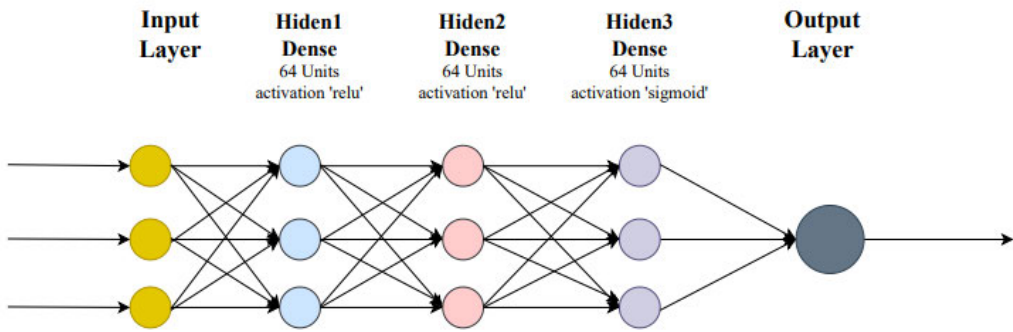 Input
Layer
Hiden1
Dense
64 Units
activation 'relu'
Hiden2
Dense
64 Units
activation 'relu'
Hiden3
Dense
64 Units
activation 'sigmoid'
Output
Layer